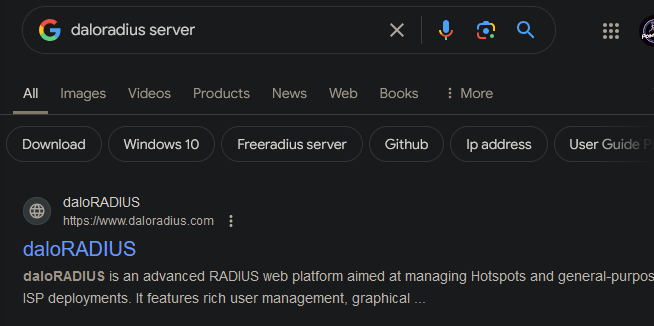 daloradius server
All Images Videos Products News Web Books More
Download Windows 10 Freeradius server Github Ip address User Guide
daloRADIUS
https://www.daloradius.com
daloRADIUS
daloRADIUS is an advanced RADIUS web platform aimed at managing Hotspots and general-purpos
ISP deployments. It features rich user management, graphical ...